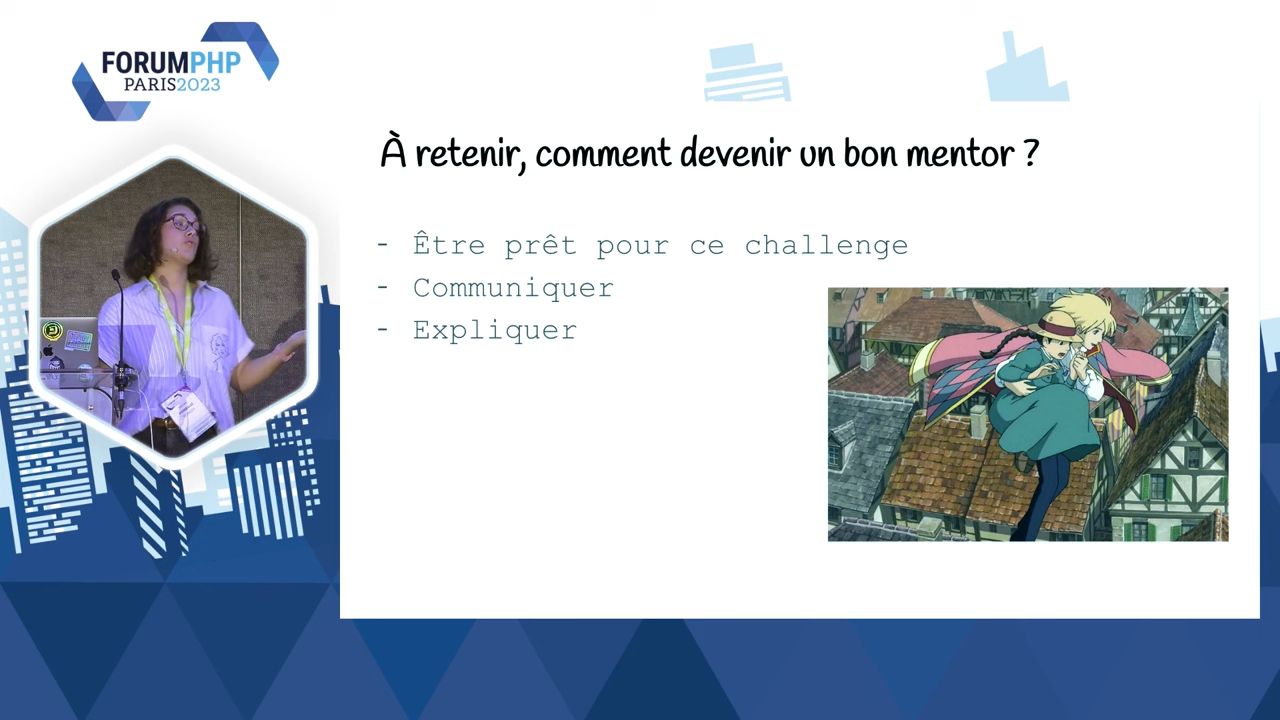 FORUMPHP
PARIS2023
À retenir, comment devenir un bon mentor ?
- Être prêt pour ce challenge
- Communiquer
- Expliquer